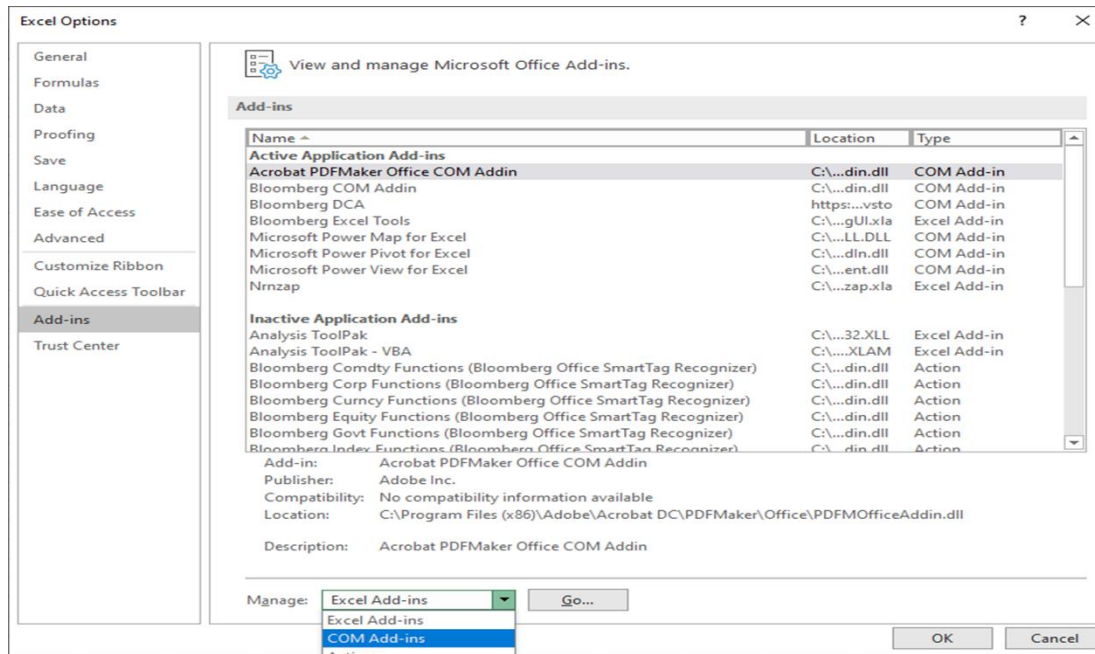 Excel Options ? ×
General
Formulas
Data
Proofing
Save
Language
Ease of Access
Advanced
Customize Ribbon
Quick Access Toolbar
Add-ins
Trust Center
View and manage Microsoft Office Add-ins.
Add-ins
Name Location Type
Active Application Add-ins
Acrobat PDFMaker Office COM Addin C:\...din.dll COM Add-in
Bloomberg COM Addin C:\...din.dll COM Add-in
Bloomberg DCA https:...vsto COM Add-in
Bloomberg Excel Tools C:\...gUI.xla Excel Add-in
Microsoft Power Map for Excel C:\...LL.DLL COM Add-in
Microsoft Power Pivot for Excel C:\...dIn.dll COM Add-in
Microsoft Power View for Excel C:\...ent.dll COM Add-in
Nrnzap C:\...zap.xla Excel Add-in
Inactive Application Add-ins
Analysis ToolPak C:\...32.XLL Excel Add-in
Analysis ToolPak - VBA C:\....XLAM Excel Add-in
Bloomberg Comdty Functions (Bloomberg Office SmartTag Recognizer) C:\...din.dll Action
Bloomberg Corp Functions (Bloomberg Office SmartTag Recognizer) C:\...din.dll Action
Bloomberg Curncy Functions (Bloomberg Office SmartTag Recognizer) C:\...din.dll Action
Bloomberg Equity Functions (Bloomberg Office SmartTag Recognizer) C:\...din.dll Action
Bloomberg Govt Functions (Bloomberg Office SmartTag Recognizer) C:\...din.dll Action
Bloomberg Index Functions (Bloomberg Office SmartTag Recognizer) C:\...din.dll Action
Add-in: Acrobat PDFMaker Office COM Addin
Publisher: Adobe Inc.
Compatibility: No compatibility information available
Location: C:\Program Files (x86)\Adobe\Acrobat DC\PDFMaker\Office\PDFMOfficeAddin.dll
Description: Acrobat PDFMaker Office COM Addin
Manage: Excel Add-ins Go...
Excel Add-ins
COM Add-ins
OK Cancel